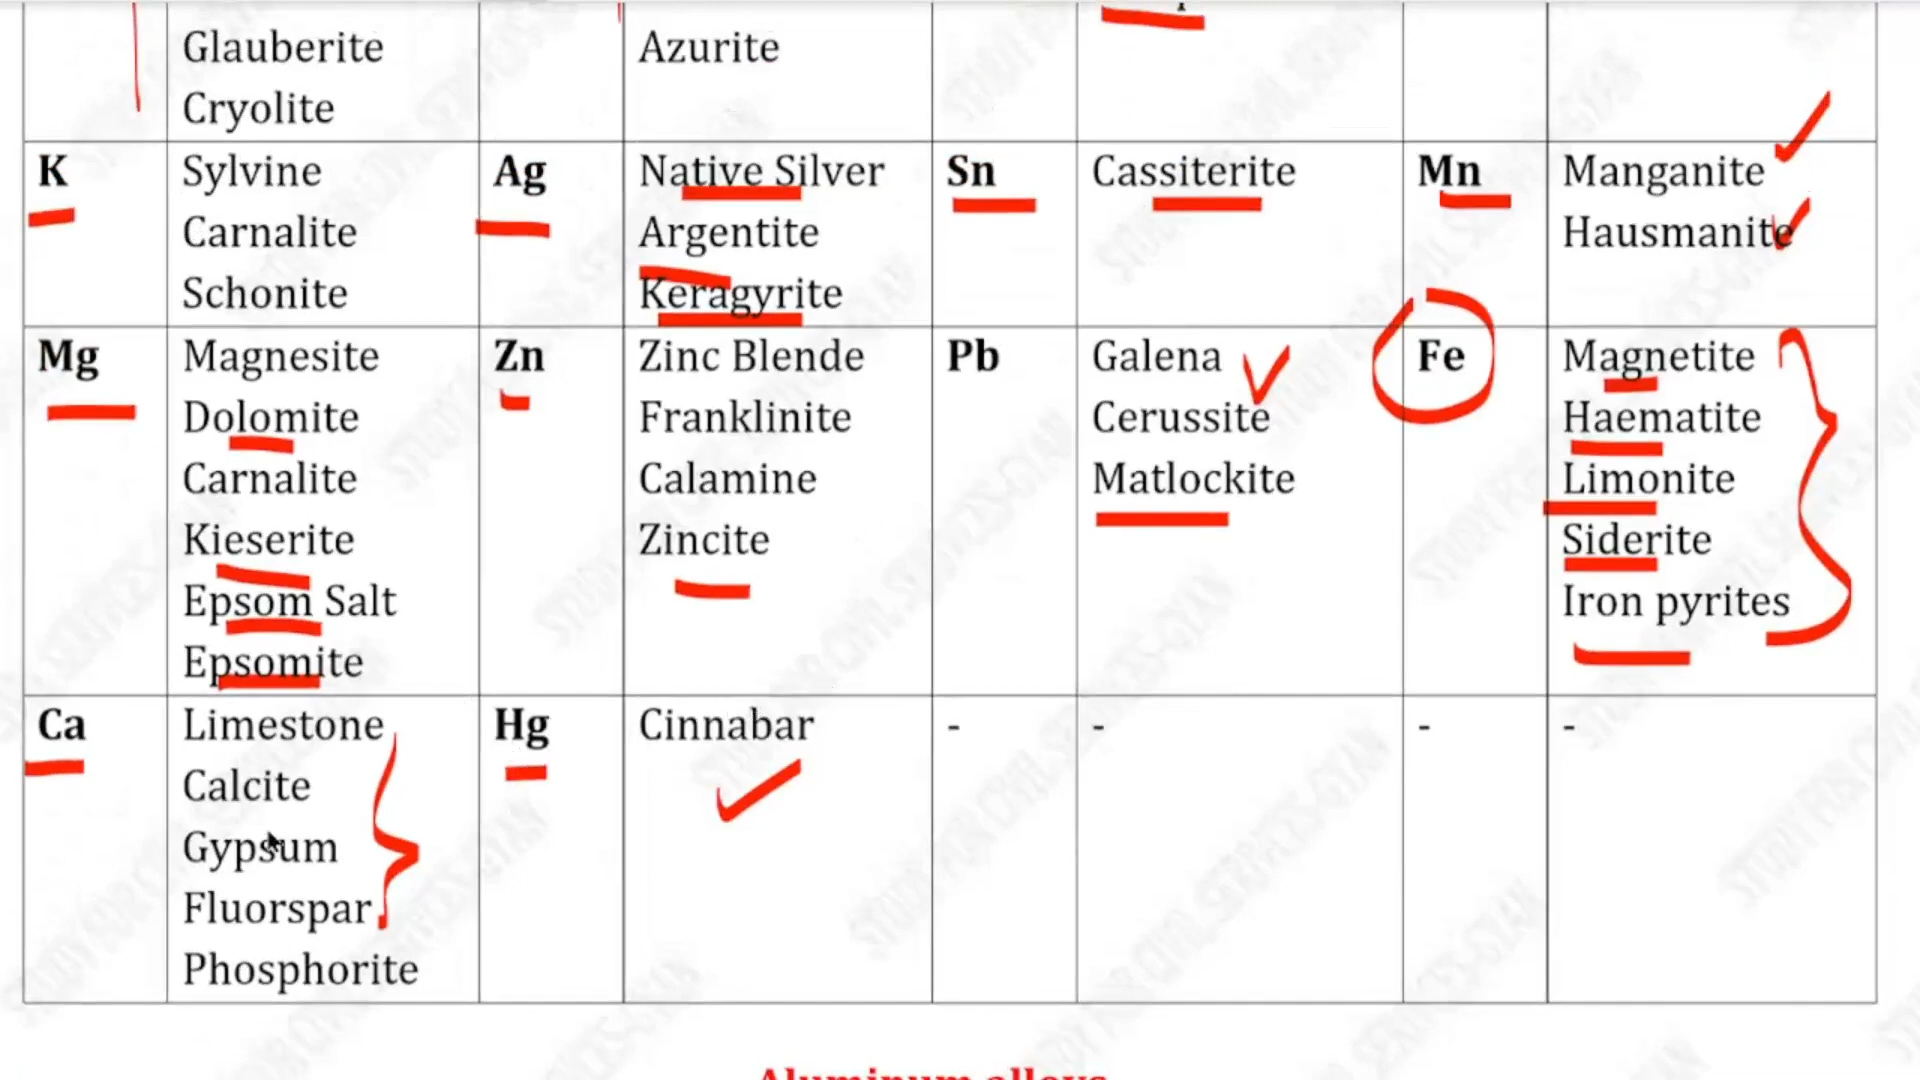 Glauberite Azurite
Cryolite
K Sylvine Ag Native Silver Sn Cassiterite Mn Manganite
Carnalite Argentite Hausmanite
Schonite Keragyrite
Mg Magnesite Zn Zinc Blende Pb Galena Fe Magnetite
Dolomite Franklinite Cerussite Haematite
Carnalite Calamine Matlockite Limonite
Kieserite Zincite Siderite
Epsom Salt Iron pyrites
Epsomite
Ca Limestone Hg Cinnabar - - - -
Calcite
Gypsum
Fluorspar
Phosphorite
Aluminum alloys